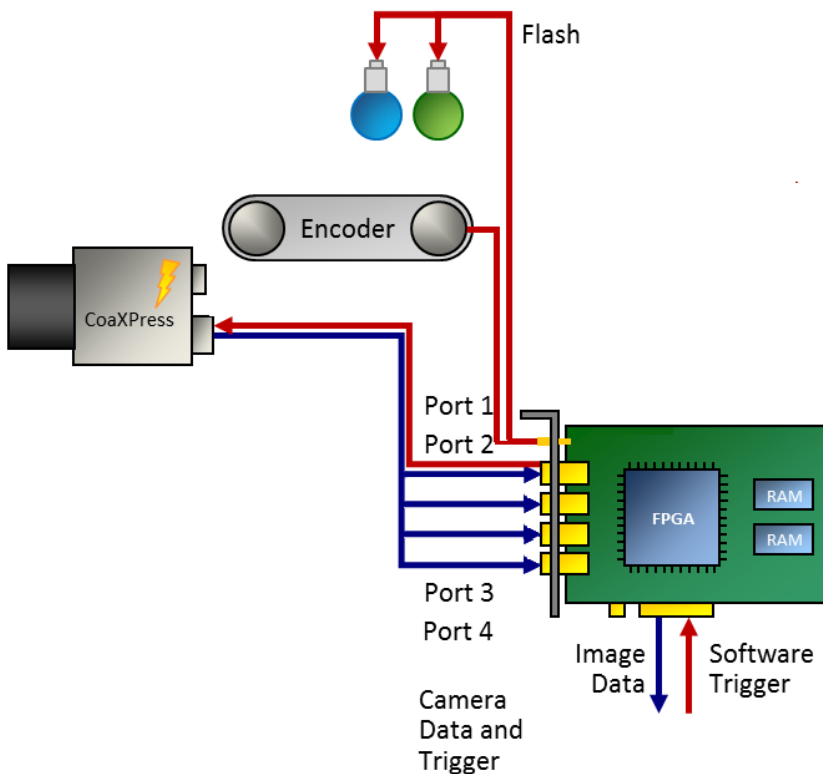 Flash
Encoder
CoaXPress
Port 1
Port 2
RAM
FPGA
RAM
Port 3
Port 4
Image
Data
Software
Trigger
Camera
Data and
Trigger